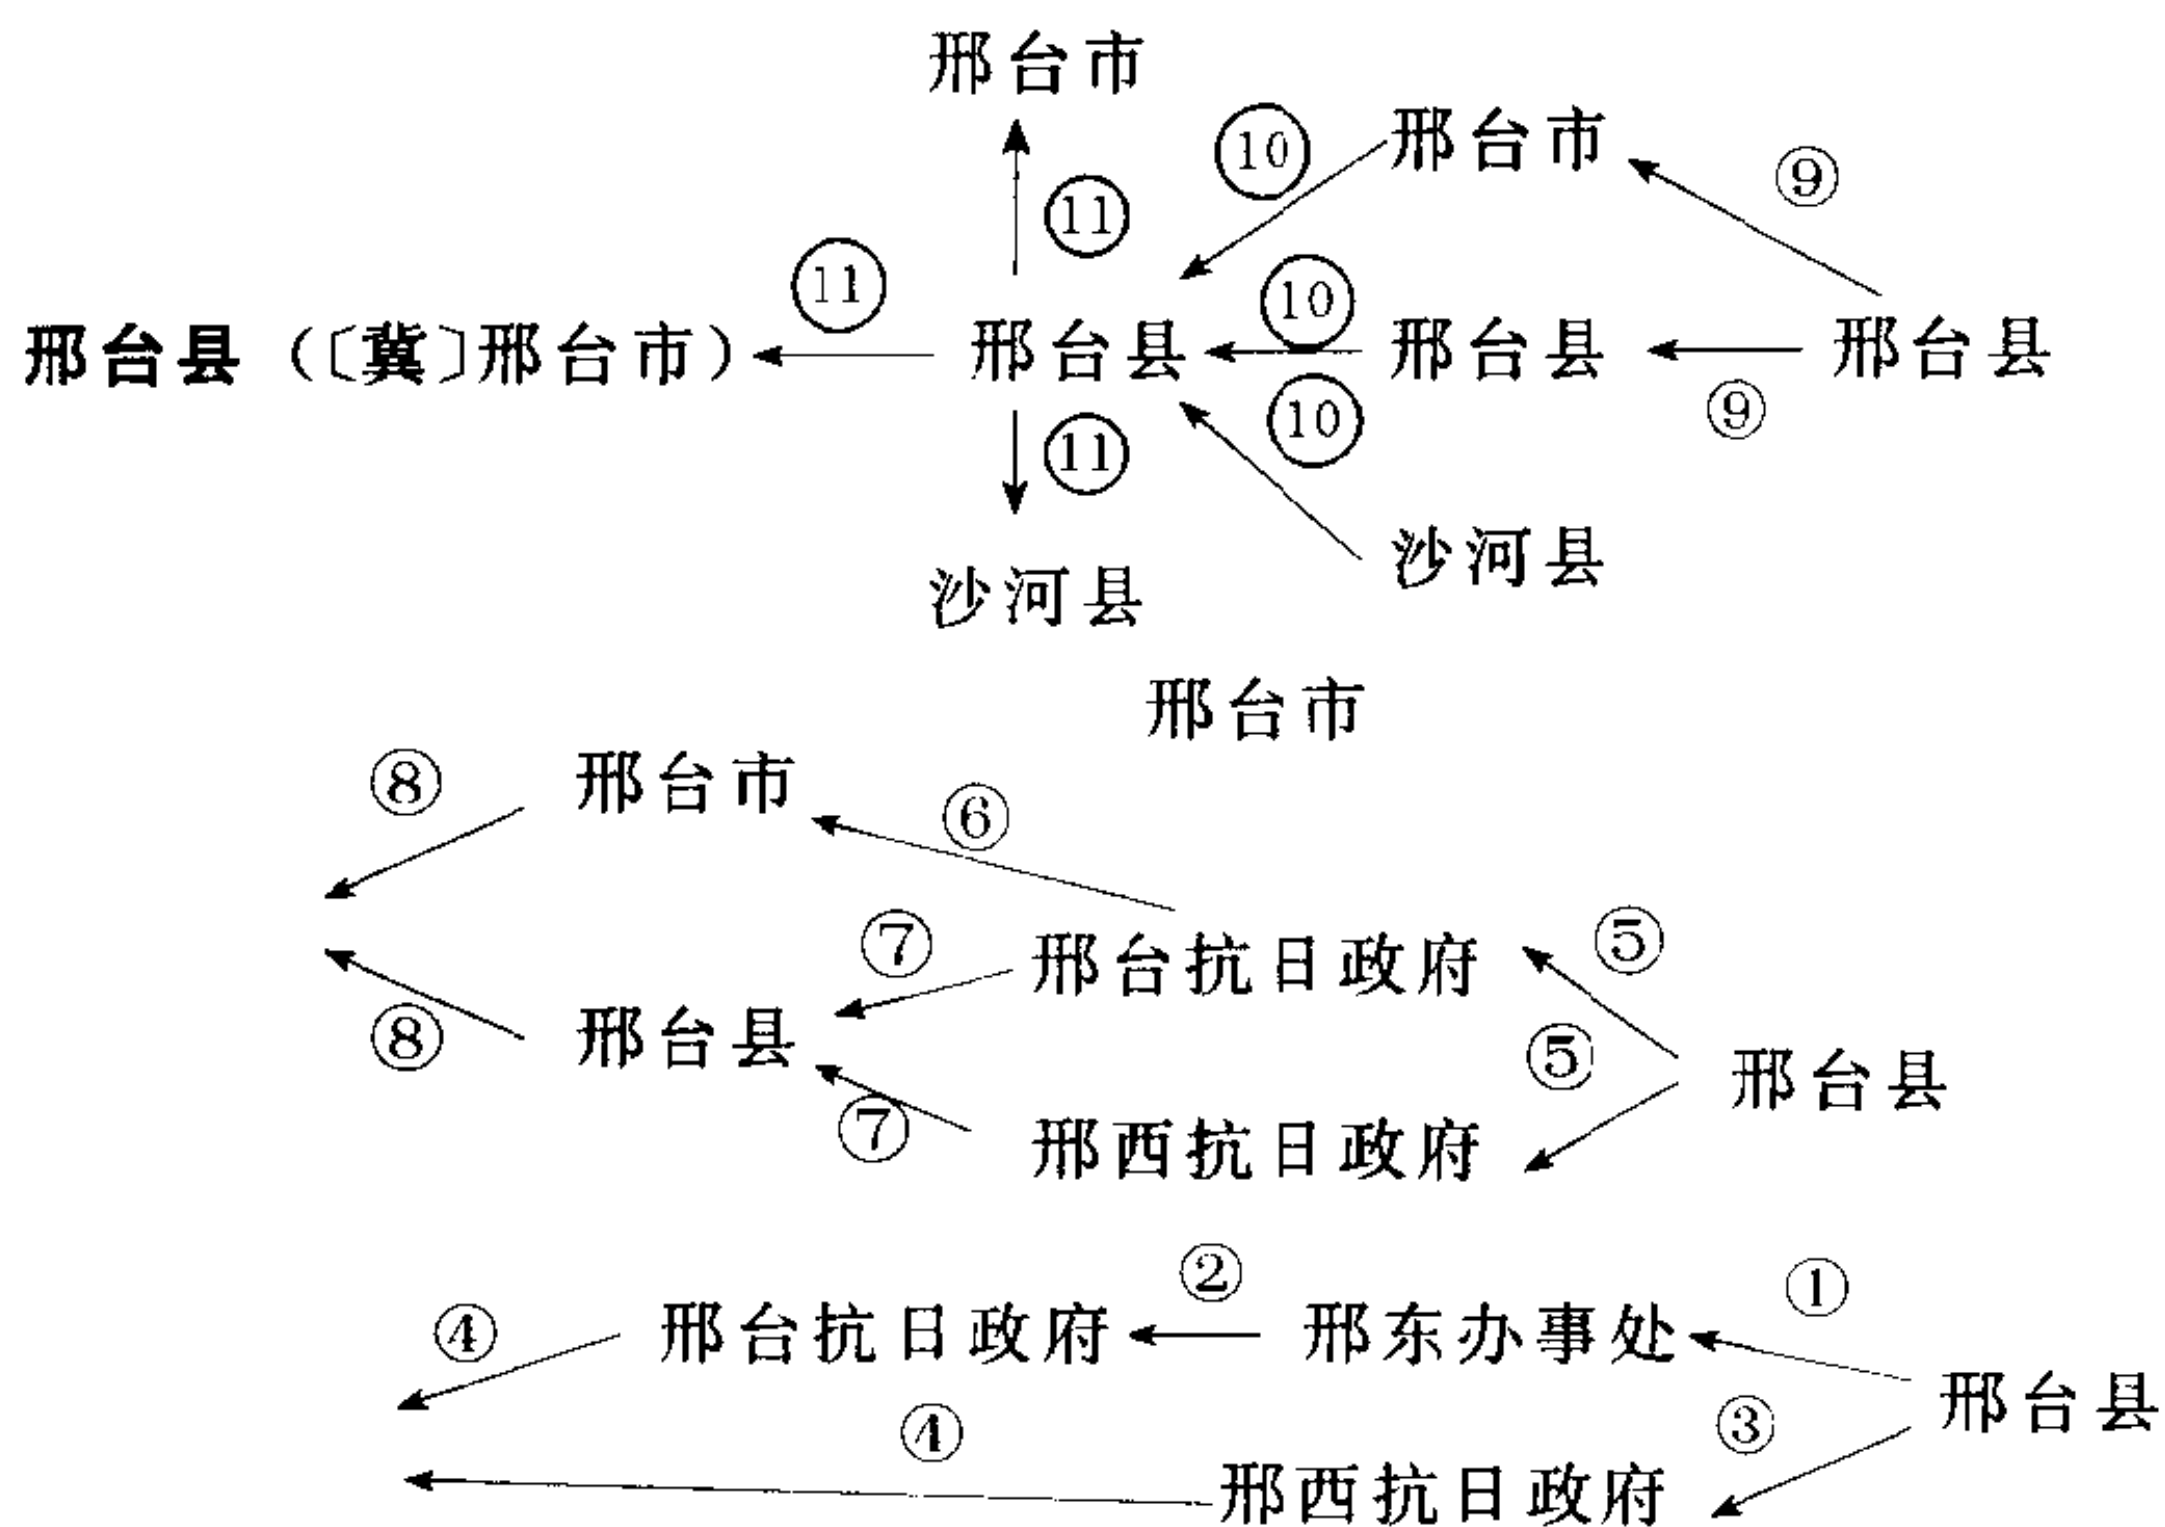 邢台市
⑩ 邢台市 ⑨
⑪
⑪ ⑩
邢台县（〔冀〕邢台市） 邢台县 邢台县 邢台县
⑪ ⑩ ⑨
沙河县 沙河县
邢台市
⑧ 邢台市 ⑥
⑦ 邢台抗日政府 ⑤
⑧ 邢台县 ⑤ 邢台县
⑦ 邢西抗日政府
② ①
④ 邢台抗日政府 邢东办事处
④ ③ 邢台县
邢西抗日政府